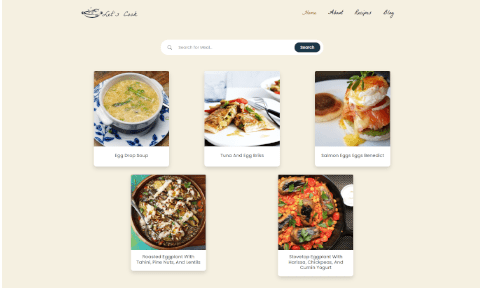 Let's Cook
Home About Recipes Blog
Search for Meal...
Search
Egg Drop Soup
Tuna And Egg Briks
Salmon Eggs Eggs Benedict
Roasted Eggplant With
Tahini, Pine Nuts, And Lentils
Stovetop Eggplant With
Harissa, Chickpeas, And
Cumin Yogurt